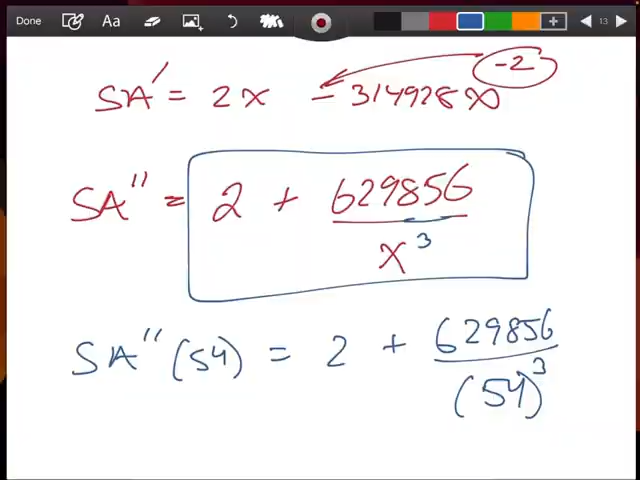 Done Aa 13
SA' = 2x - 314928x -2
SA'' = 2 + 629856 / x³
SA'' (54) = 2 + 629856 / (54)³